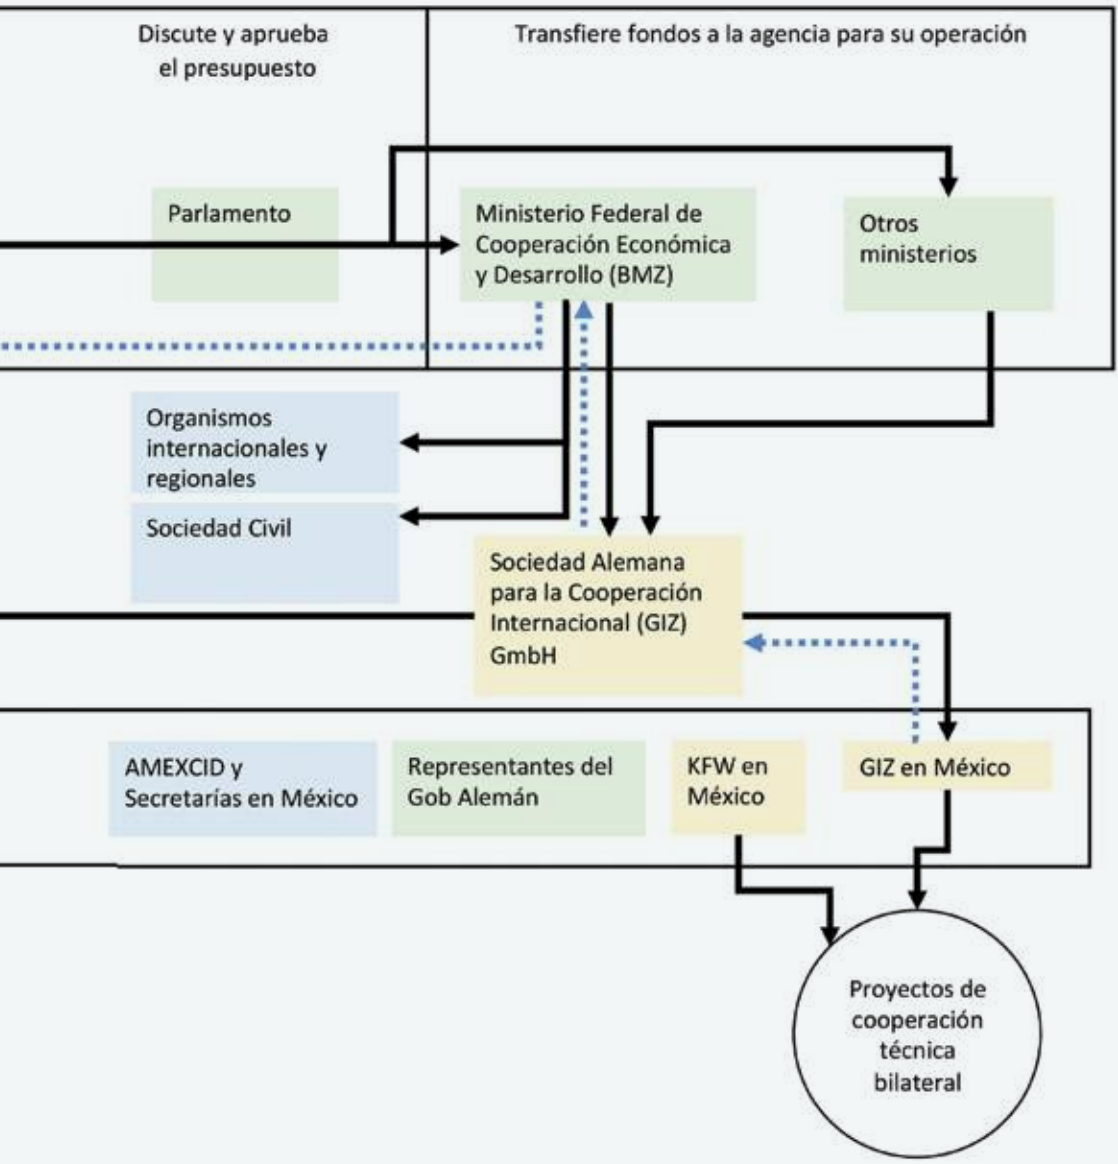 Discute y aprueba
el presupuesto
Transfiere fondos a la agencia para su operación
Parlamento
Ministerio Federal de
Cooperación Económica
y Desarrollo (BMZ)
Otros
ministerios
Organismos
internacionales y
regionales
Sociedad Civil
Sociedad Alemana
para la Cooperación
Internacional (GIZ)
GmbH
AMEXCID y
Secretarías en México
Representantes del
Gob Alemán
KFW en
México
GIZ en México
Proyectos de
cooperación
técnica
bilateral